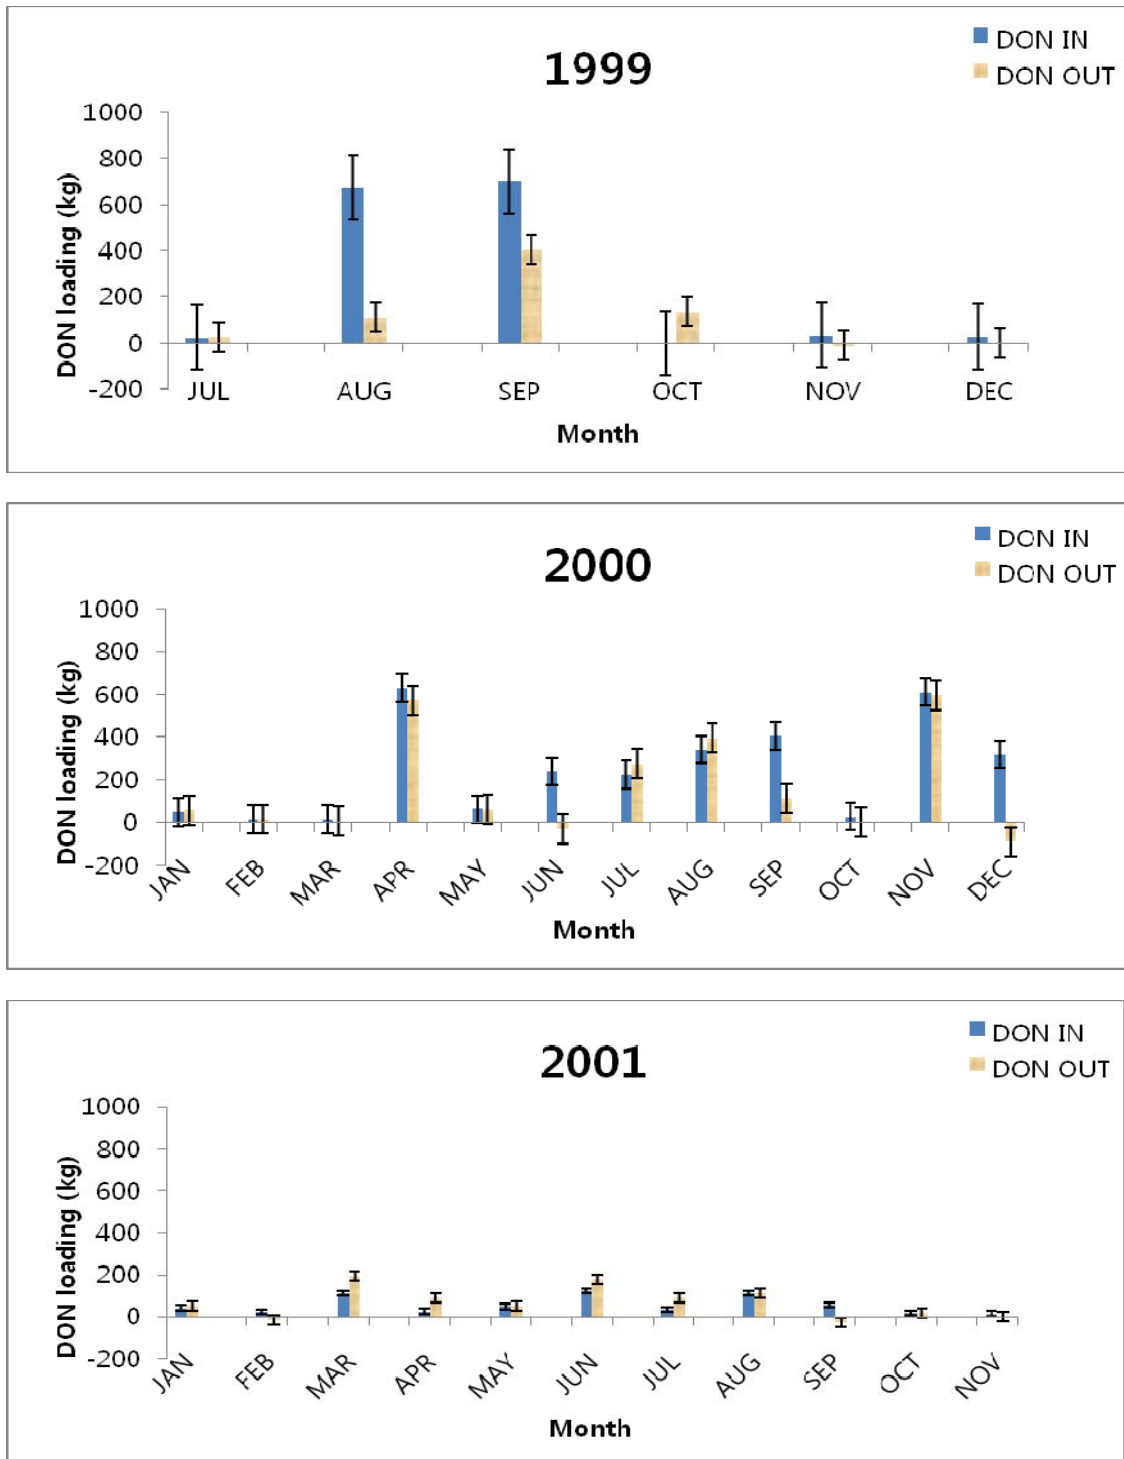 1999
DON IN
DON OUT
DON loading (kg)
1000
800
600
400
200
0
-200
JUL AUG SEP OCT NOV DEC
Month
2000
DON IN
DON OUT
DON loading (kg)
1000
800
600
400
200
0
-200
JAN FEB MAR APR MAY JUN JUL AUG SEP OCT NOV DEC
Month
2001
DON IN
DON OUT
DON loading (kg)
1000
800
600
400
200
0
-200
JAN FEB MAR APR MAY JUN JUL AUG SEP OCT NOV
Month